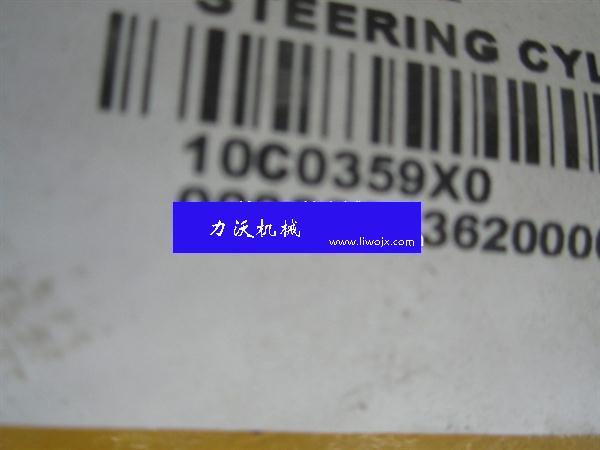 STEERING CYL
10C0359X0
3620000
力沃机械
www.liwojx.com